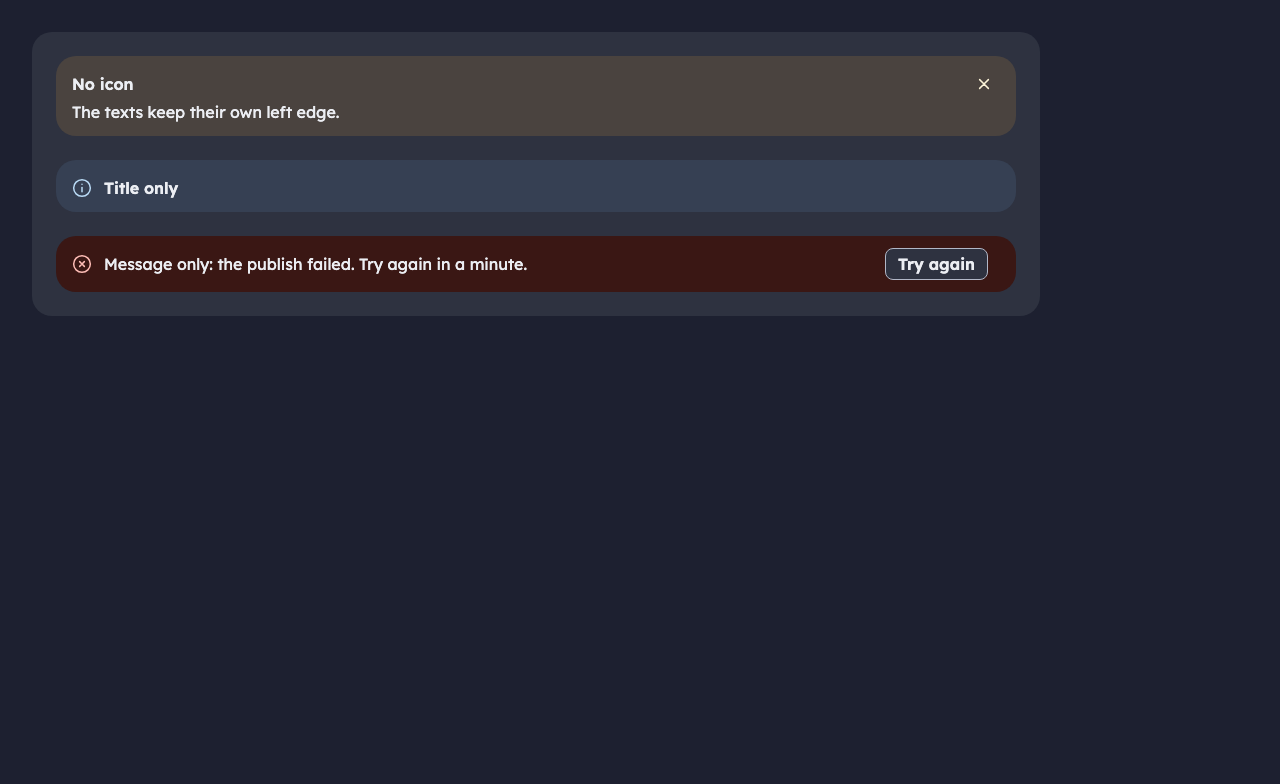 No icon
The texts keep their own left edge.
Title only
Message only: the publish failed. Try again in a minute.
Try again